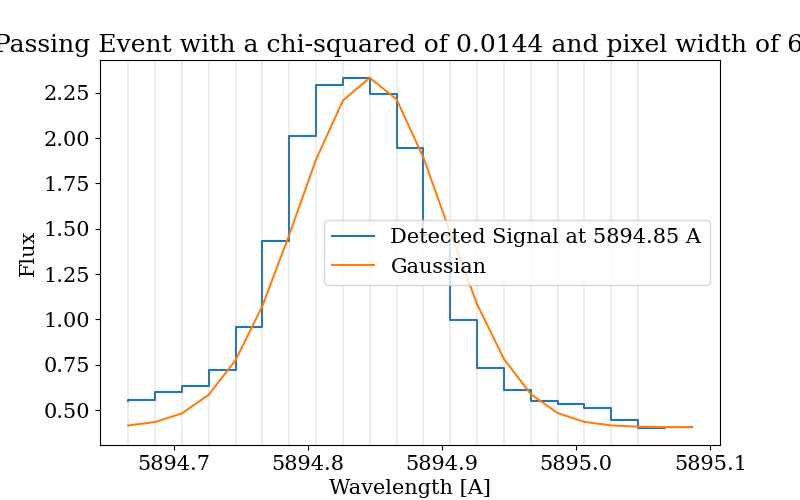 Passing Event with a chi-squared of 0.0144 and pixel width of 6
2.25
2.00
1.75
1.50
1.25
1.00
0.75
0.50
Flux
Detected Signal at 5894.85 A
Gaussian
5894.7 5894.8 5894.9 5895.0 5895.1
Wavelength [A]